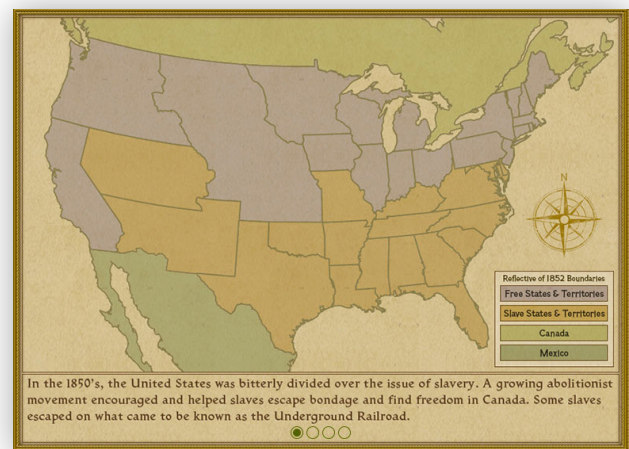 N
Reflective of 1852 Boundaries
Free States & Territories
Slave States & Territories
Canada
Mexico
In the 1850's, the United States was bitterly divided over the issue of slavery. A growing abolitionist
movement encouraged and helped slaves escape bondage and find freedom in Canada. Some slaves
escaped on what came to be known as the Underground Railroad.